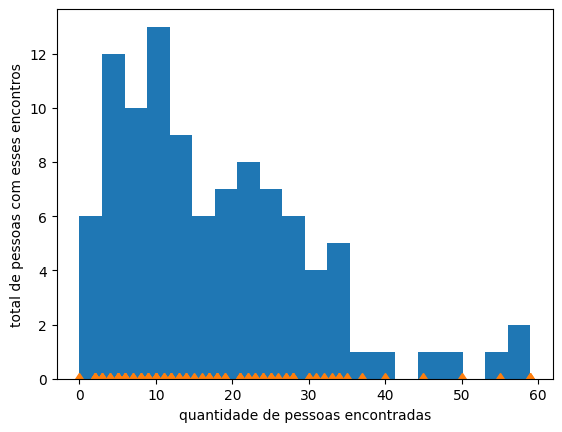 12
10
8
6
4
2
0
0 10 20 30 40 50 60
total de pessoas com esses encontros
quantidade de pessoas encontradas